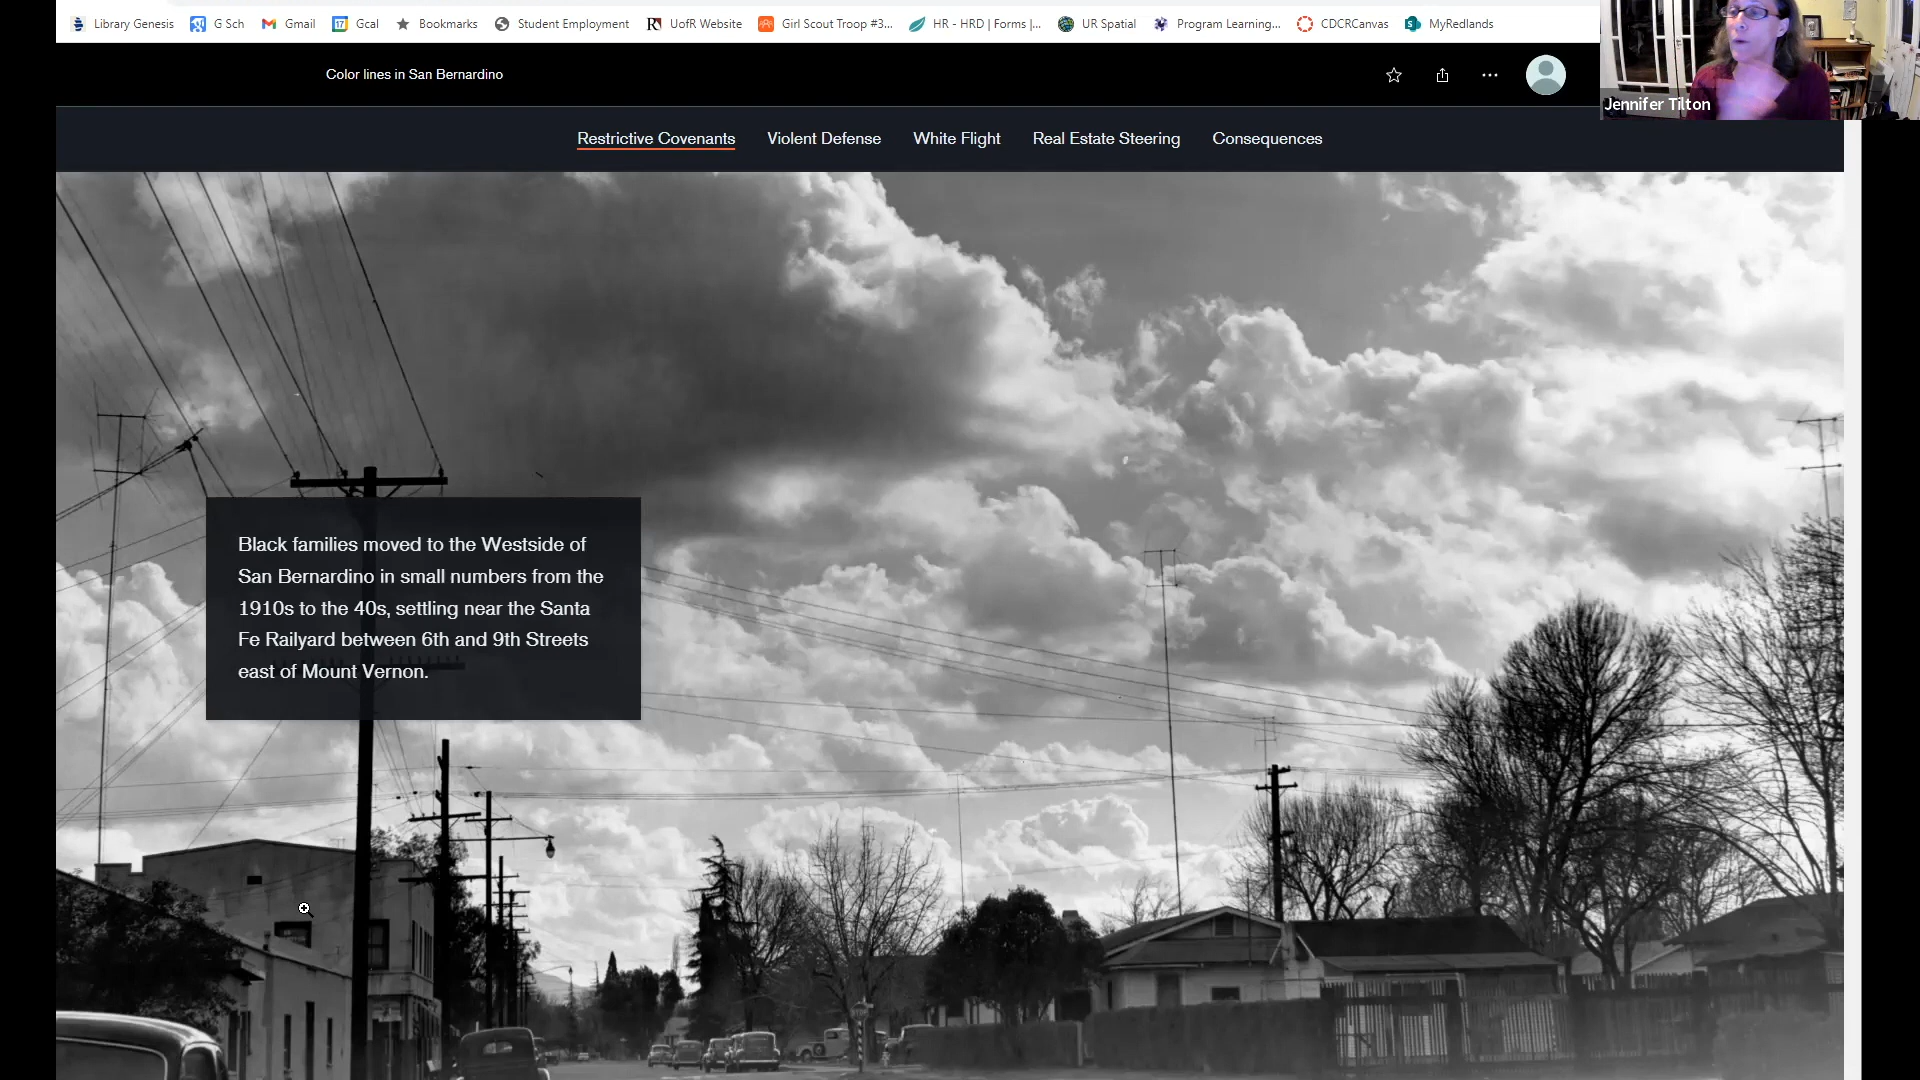 Library Genesis G Sch Gmail Gcal Bookmarks Student Employment UofR Website Girl Scout Troop #3... HR - HRD | Forms |... UR Spatial Program Learning... CDCRCanvas MyRedlands
Color lines in San Bernardino
Jennifer Tilton
Restrictive Covenants Violent Defense White Flight Real Estate Steering Consequences
Black families moved to the Westside of
San Bernardino in small numbers from the
1910s to the 40s, settling near the Santa
Fe Railyard between 6th and 9th Streets
east of Mount Vernon.